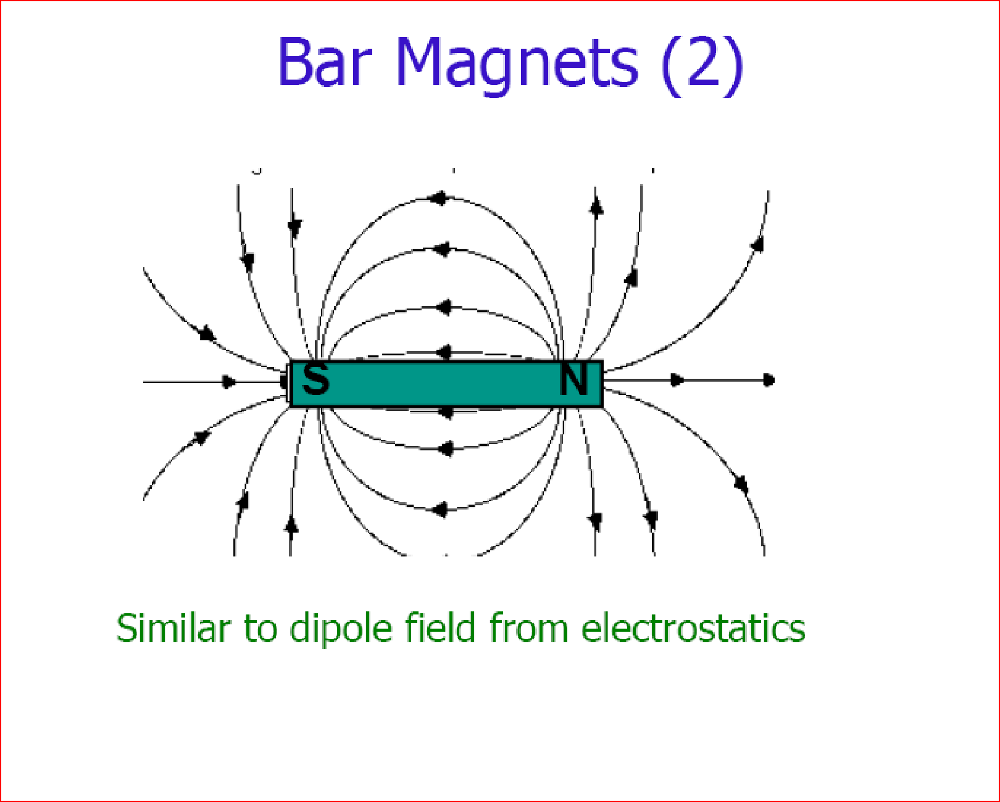 Bar Magnets (2)
S N
Similar to dipole field from electrostatics